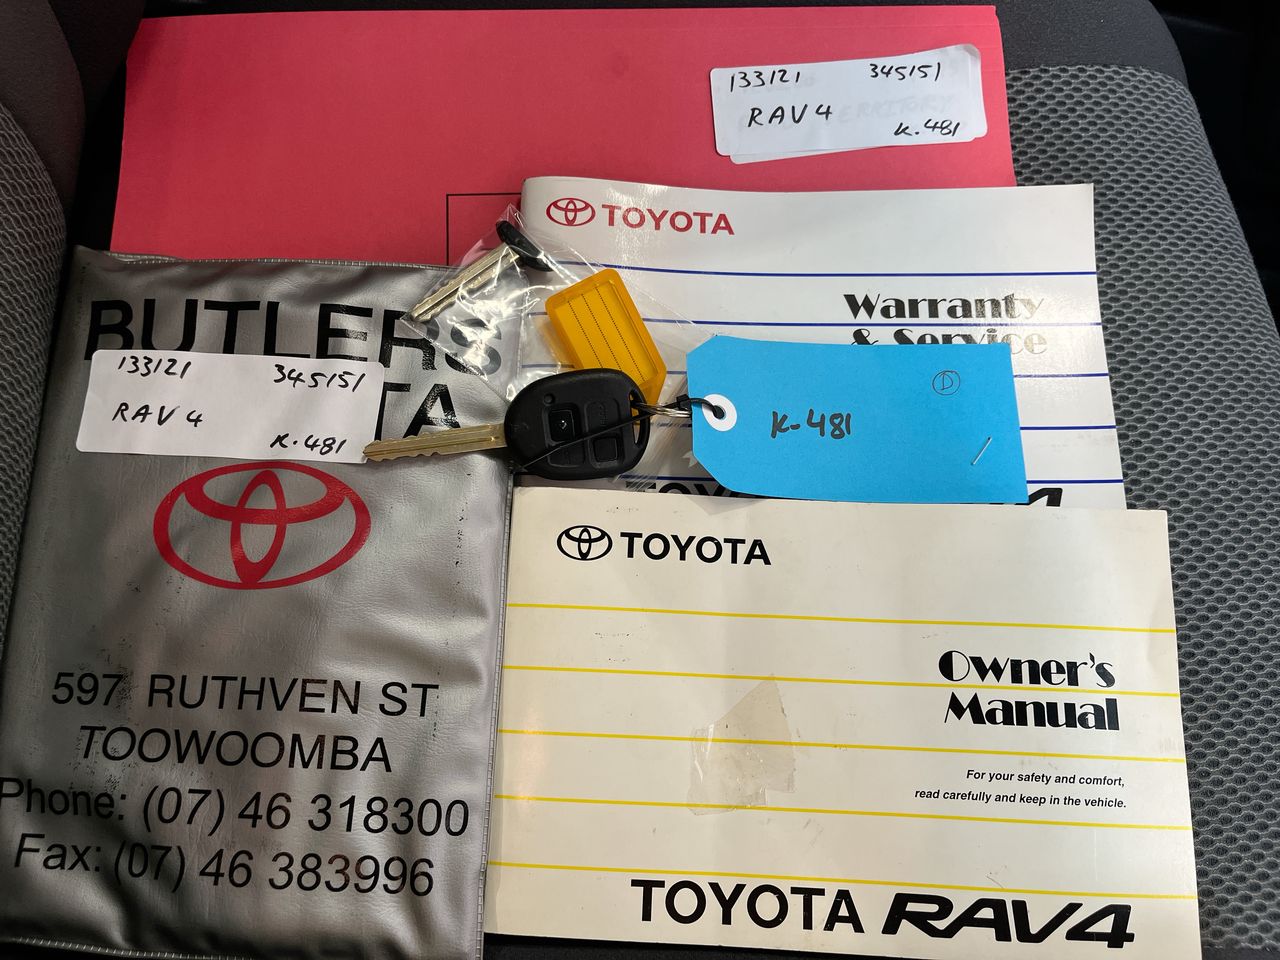 133121 345151
RAV4
K.481
TOYOTA
Warranty
& Service
BUTLERS
133121 345151
RAV4
K.481
D
K-481
597 RUTHVEN ST
TOOWOOMBA
Phone: (07) 46 318300
Fax: (07) 46 383996
TOYOTA
Owner's
Manual
For your safety and comfort,
read carefully and keep in the vehicle.
TOYOTA RAV4